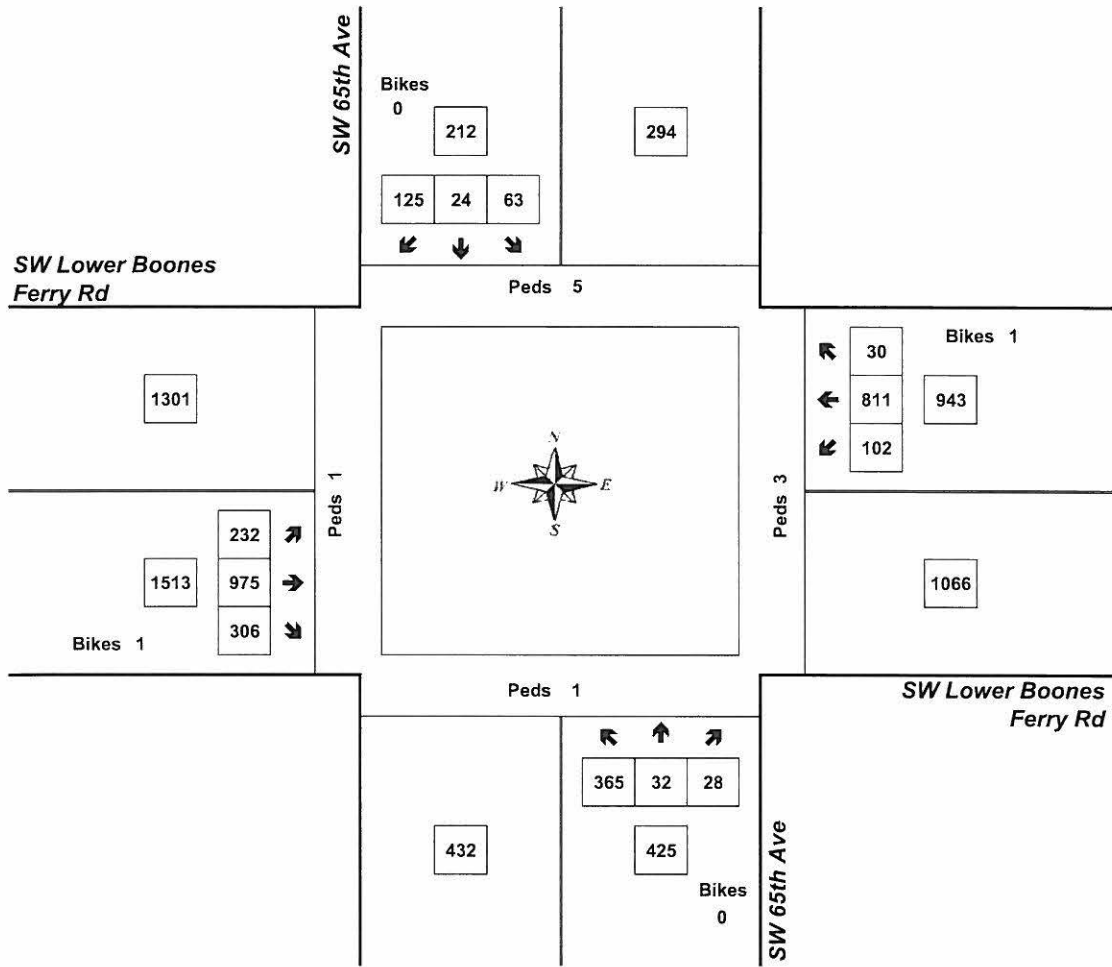 SW 65th Ave
Bikes
0
212
294
125 24 63
SW Lower Boones
Ferry Rd
Peds 5
1301
Bikes 1
30
811
943
102
N
W E
S
Peds 1
Peds 3
232
1513
975
306
Bikes 1
1066
Peds 1
SW Lower Boones
Ferry Rd
365 32 28
432
425
Bikes
0
SW 65th Ave